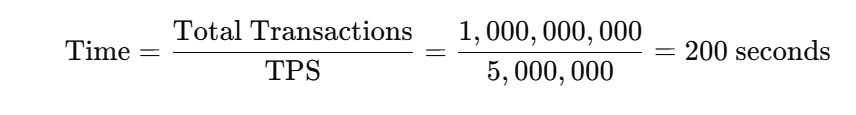 Time = Total Transactions / TPS = 1,000,000,000 / 5,000,000 = 200 seconds